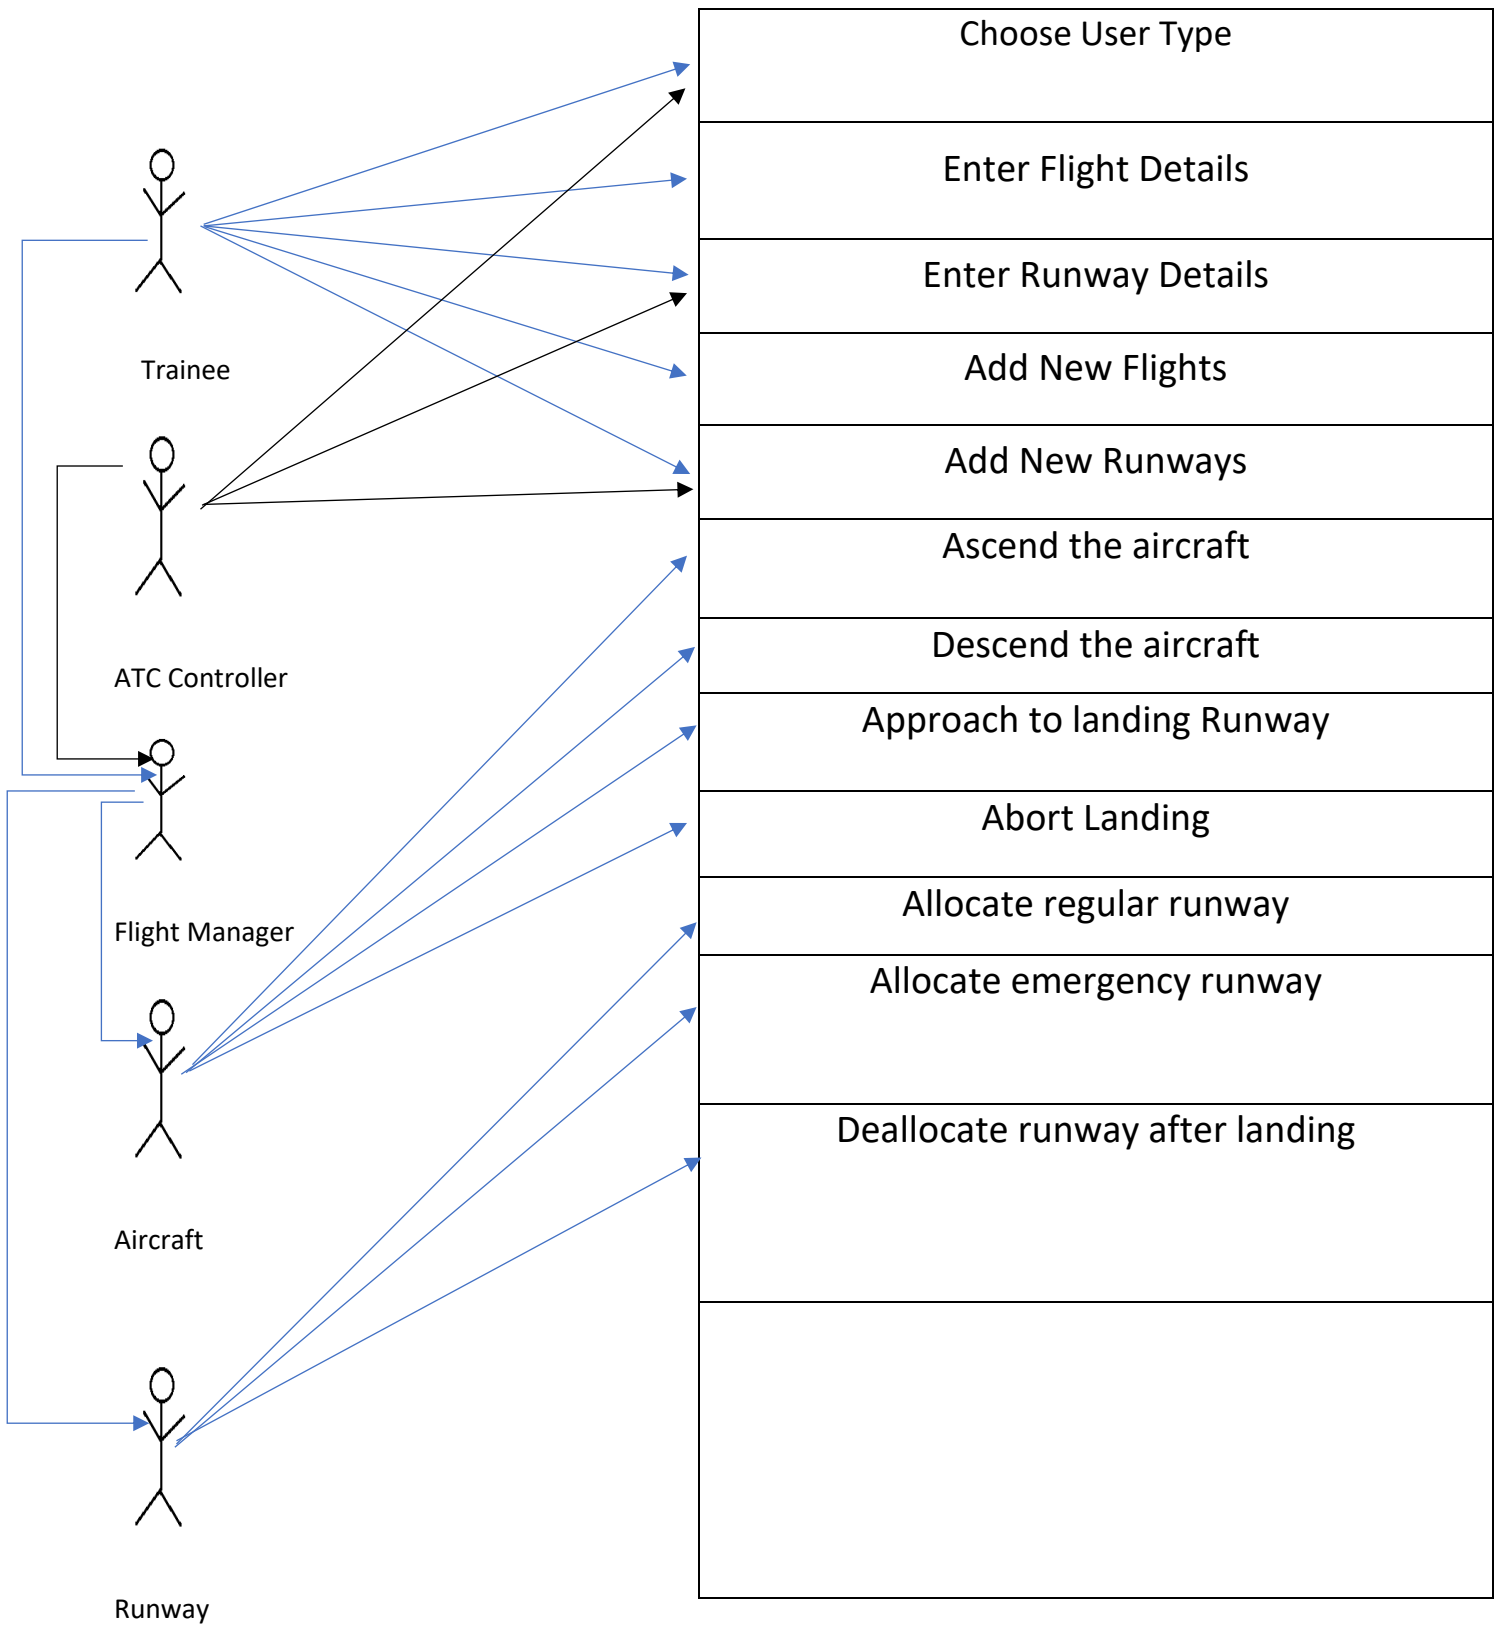 Choose User Type
Enter Flight Details
Enter Runway Details
Trainee
Add New Flights
Add New Runways
Ascend the aircraft
Descend the aircraft
ATC Controller
Approach to landing Runway
Abort Landing
Allocate regular runway
Flight Manager
Allocate emergency runway
Deallocate runway after landing
Aircraft
Runway